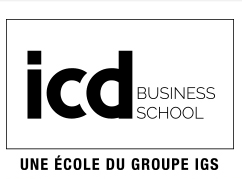 icd BUSINESS
SCHOOL
UNE ÉCOLE DU GROUPE IGS